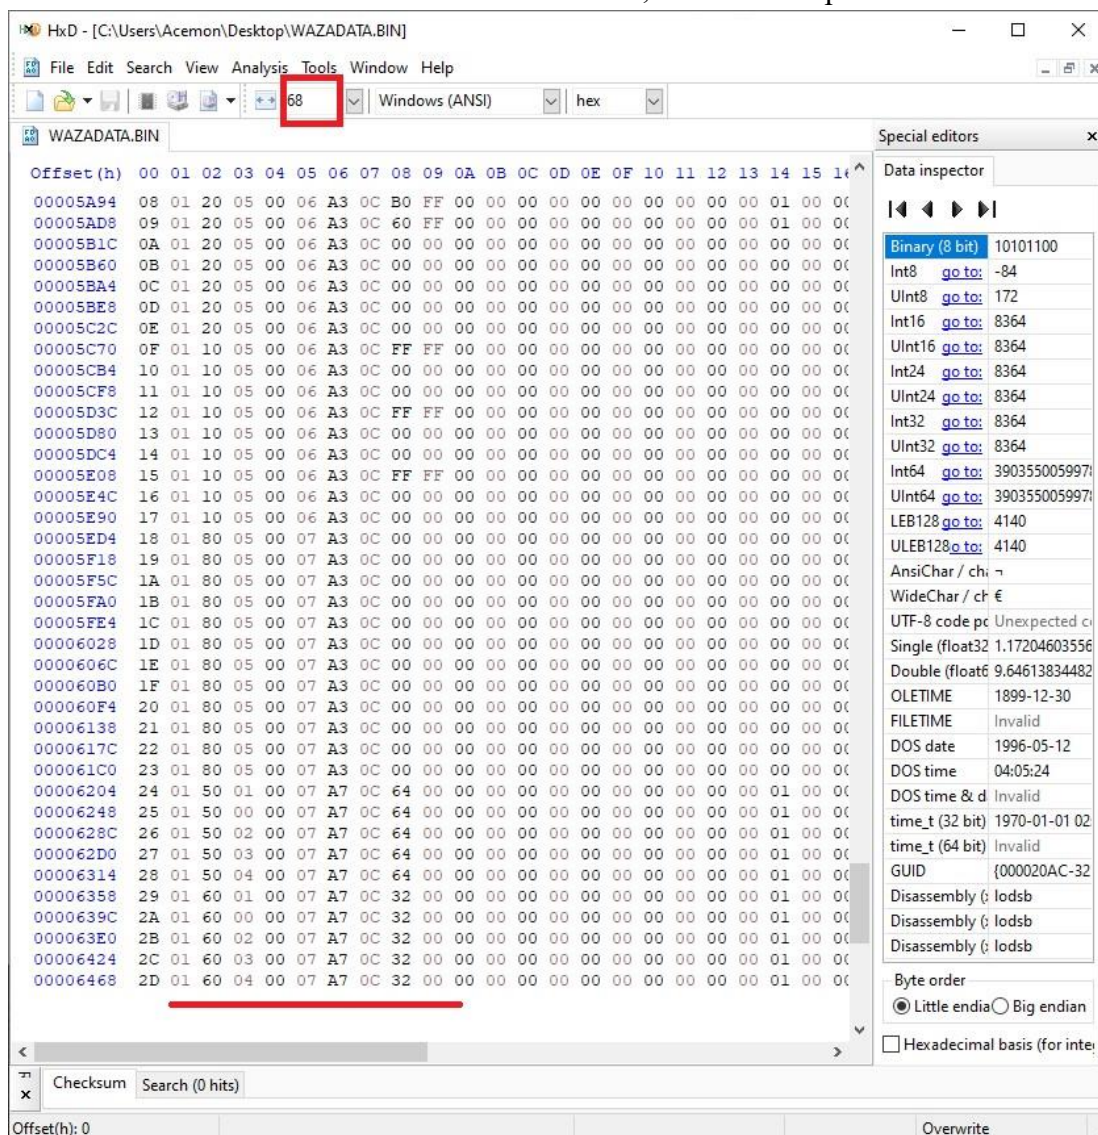 HxD - [C:\Users\Acemon\Desktop\WAZADATA.BIN]
File Edit Search View Analysis Tools Window Help
68 Windows (ANSI) hex
WAZADATA.BIN
Offset(h) 00 01 02 03 04 05 06 07 08 09 0A 0B 0C 0D 0E 0F 10 11 12 13 14 15
00005A94 08 01 20 05 00 06 A3 0C B0 FF 00 00 00 00 00 00 00 00 00 00 01 00
00005AD8 09 01 20 05 00 06 A3 0C 60 FF 00 00 00 00 00 00 00 00 00 00 01 00
00005B1C 0A 01 20 05 00 06 A3 0C 00 00 00 00 00 00 00 00 00 00 00 00 00 00
00005B60 0B 01 20 05 00 06 A3 0C 00 00 00 00 00 00 00 00 00 00 00 00 00 00
00005BA4 0C 01 20 05 00 06 A3 0C 00 00 00 00 00 00 00 00 00 00 00 00 00 00
00005BE8 0D 01 20 05 00 06 A3 0C 00 00 00 00 00 00 00 00 00 00 00 00 00 00
00005C2C 0E 01 20 05 00 06 A3 0C 00 00 00 00 00 00 00 00 00 00 00 00 00 00
00005C70 0F 01 10 05 00 06 A3 0C FF FF 00 00 00 00 00 00 00 00 00 00 00 00
00005CB4 10 01 10 05 00 06 A3 0C 00 00 00 00 00 00 00 00 00 00 00 00 00 00
00005CF8 11 01 10 05 00 06 A3 0C 00 00 00 00 00 00 00 00 00 00 00 00 00 00
00005D3C 12 01 10 05 00 06 A3 0C FF FF 00 00 00 00 00 00 00 00 00 00 00 00
00005D80 13 01 10 05 00 06 A3 0C 00 00 00 00 00 00 00 00 00 00 00 00 00 00
00005DC4 14 01 10 05 00 06 A3 0C 00 00 00 00 00 00 00 00 00 00 00 00 00 00
00005E08 15 01 10 05 00 06 A3 0C FF FF 00 00 00 00 00 00 00 00 00 00 00 00
00005E4C 16 01 10 05 00 06 A3 0C 00 00 00 00 00 00 00 00 00 00 00 00 00 00
00005E90 17 01 10 05 00 06 A3 0C 00 00 00 00 00 00 00 00 00 00 00 00 00 00
00005ED4 18 01 80 05 00 07 A3 0C 00 00 00 00 00 00 00 00 00 00 00 00 00 00
00005F18 19 01 80 05 00 07 A3 0C 00 00 00 00 00 00 00 00 00 00 00 00 00 00
00005F5C 1A 01 80 05 00 07 A3 0C 00 00 00 00 00 00 00 00 00 00 00 00 00 00
00005FA0 1B 01 80 05 00 07 A3 0C 00 00 00 00 00 00 00 00 00 00 00 00 00 00
00005FE4 1C 01 80 05 00 07 A3 0C 00 00 00 00 00 00 00 00 00 00 00 00 00 00
00006028 1D 01 80 05 00 07 A3 0C 00 00 00 00 00 00 00 00 00 00 00 00 00 00
0000606C 1E 01 80 05 00 07 A3 0C 00 00 00 00 00 00 00 00 00 00 00 00 00 00
000060B0 1F 01 80 05 00 07 A3 0C 00 00 00 00 00 00 00 00 00 00 00 00 00 00
000060F4 20 01 80 05 00 07 A3 0C 00 00 00 00 00 00 00 00 00 00 00 00 00 00
00006138 21 01 80 05 00 07 A3 0C 00 00 00 00 00 00 00 00 00 00 00 00 00 00
0000617C 22 01 80 05 00 07 A3 0C 00 00 00 00 00 00 00 00 00 00 00 00 00 00
000061C0 23 01 80 05 00 07 A3 0C 00 00 00 00 00 00 00 00 00 00 00 00 00 00
00006204 24 01 50 01 00 07 A7 0C 64 00 00 00 00 00 00 00 00 00 00 00 01 00
00006248 25 01 50 00 00 07 A7 0C 64 00 00 00 00 00 00 00 00 00 00 00 01 00
0000628C 26 01 50 02 00 07 A7 0C 64 00 00 00 00 00 00 00 00 00 00 00 01 00
000062D0 27 01 50 03 00 07 A7 0C 64 00 00 00 00 00 00 00 00 00 00 00 01 00
00006314 28 01 50 04 00 07 A7 0C 64 00 00 00 00 00 00 00 00 00 00 00 01 00
00006358 29 01 60 01 00 07 A7 0C 32 00 00 00 00 00 00 00 00 00 00 00 01 00
0000639C 2A 01 60 00 00 07 A7 0C 32 00 00 00 00 00 00 00 00 00 00 00 01 00
000063E0 2B 01 60 02 00 07 A7 0C 32 00 00 00 00 00 00 00 00 00 00 00 01 00
00006424 2C 01 60 03 00 07 A7 0C 32 00 00 00 00 00 00 00 00 00 00 00 01 00
00006468 2D 01 60 04 00 07 A7 0C 32 00 00 00 00 00 00 00 00 00 00 00 01 00
Special editors
Data inspector
Binary (8 bit) 10101100
Int8 go to: -84
UInt8 go to: 172
Int16 go to: 8364
UInt16 go to: 8364
Int24 go to: 8364
UInt24 go to: 8364
Int32 go to: 8364
UInt32 go to: 8364
Int64 go to: 3903550059978
UInt64 go to: 3903550059978
LEB128 go to: 4140
ULEB128o to: 4140
AnsiChar / cha ¬
WideChar / ch €
UTF-8 code po Unexpected co
Single (float32 1.17204603556
Double (float6 9.64613834482
OLETIME 1899-12-30
FILETIME Invalid
DOS date 1996-05-12
DOS time 04:05:24
DOS time & d Invalid
time_t (32 bit) 1970-01-01 02:
time_t (64 bit) Invalid
GUID {000020AC-32
Disassembly (x lodsb
Disassembly (x lodsb
Disassembly (x lodsb
Byte order
Little endia Big endian
Hexadecimal basis (for inte
Checksum Search (0 hits)
Offset(h): 0 Overwrite